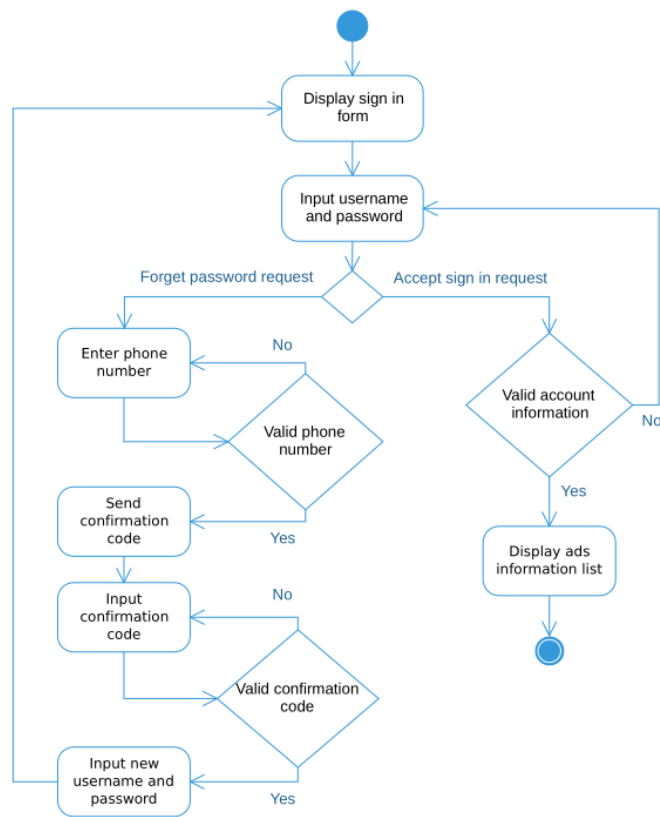 Display sign in
form
Input username
and password
Forget password request
Accept sign in request
Enter phone
number
No
Valid phone
number
Valid account
information
No
Send
confirmation
code
Yes
Yes
Display ads
information list
Input
confirmation
code
No
Valid confirmation
code
Input new
username and
password
Yes